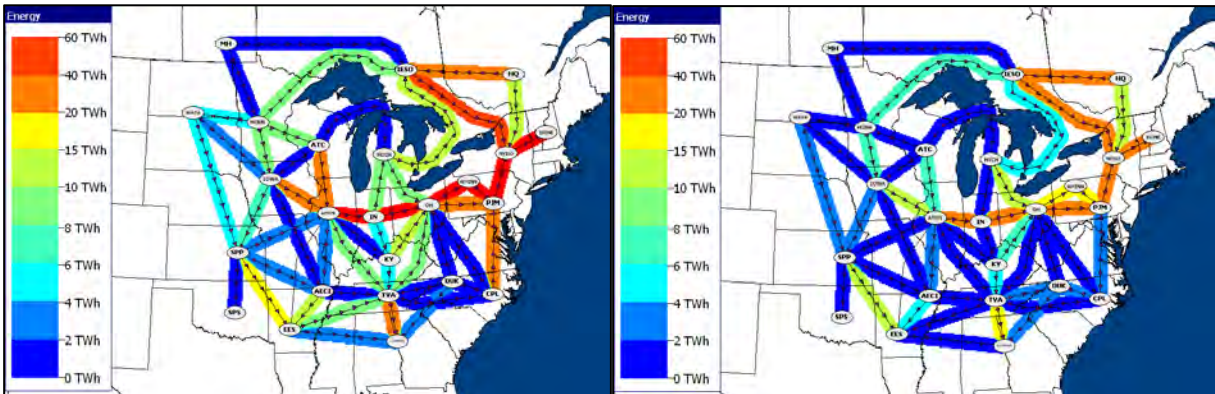 Energy
60 TWh
40 TWh
20 TWh
15 TWh
10 TWh
8 TWh
6 TWh
4 TWh
2 TWh
0 TWh
MH
IESO
HQ
ATC
IOWA
IN
OH
PJM
KY
SPP
AECI
TVA
DUK
CPL
SPS
EES
Energy
60 TWh
40 TWh
20 TWh
15 TWh
10 TWh
8 TWh
6 TWh
4 TWh
2 TWh
0 TWh
MH
IESO
HQ
ATC
MICH
IOWA
IN
OH
PJM
KY
SPP
AECI
TVA
DUK
CPL
SPS
EES